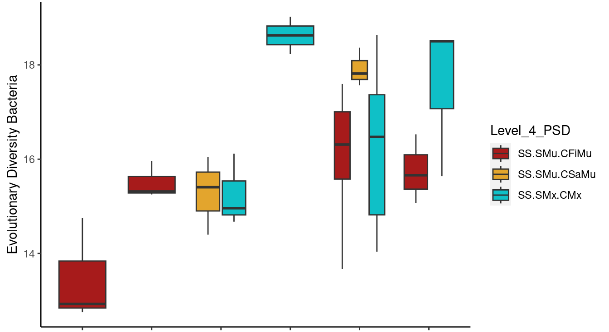 Evolutionary Diversity Bacteria
18
16
14
Level_4_PSD
SS.SMu.CFiMu
SS.SMu.CSaMu
SS.SMx.CMx